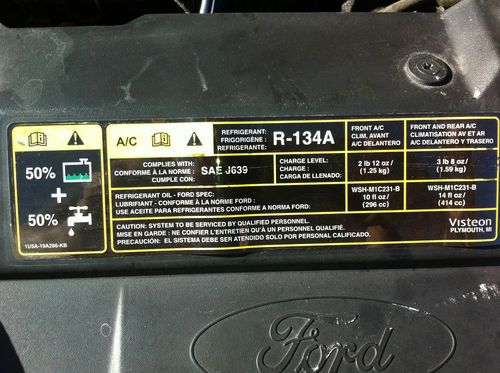 50%
+
50%
1U5A-19A286-KB
A/C
REFRIGERANT:
FRIGORIGÈNE:
R-134A
FRONT A/C
CLIM. AVANT
A/C DELANTERO
FRONT AND REAR A/C
CLIMATISATION AV ET AR
A/C DELANTERO Y TRASERO
COMPLIES WITH:
CONFORME À LA NORME :
CUMPLE CON:
SAE J639
CHARGE LEVEL:
CHARGE :
CARGA DE LLENADO:
2 lb 12 oz/
(1.25 kg)
3 lb 8 oz/
(1.59 kg)
REFRIGERANT OIL - FORD SPEC:
LUBRIFIANT - CONFORME À LA NORME FORD :
USE ACEITE PARA REFRIGERANTES CONFORME A NORMA FORD:
WSH-M1C231-B
10 fl oz/
(296 cc)
WSH-M1C231-B
14 fl oz/
(414 cc)
CAUTION: SYSTEM TO BE SERVICED BY QUALIFIED PERSONNEL.
MISE EN GARDE : NE CONFIER L'ENTRETIEN QU'À UN PERSONNEL QUALIFIÉ.
PRECAUCIÓN: EL SISTEMA DEBE SER ATENDIDO SOLO POR PERSONAL CALIFICADO.
Visteon
PLYMOUTH, MI
Ford